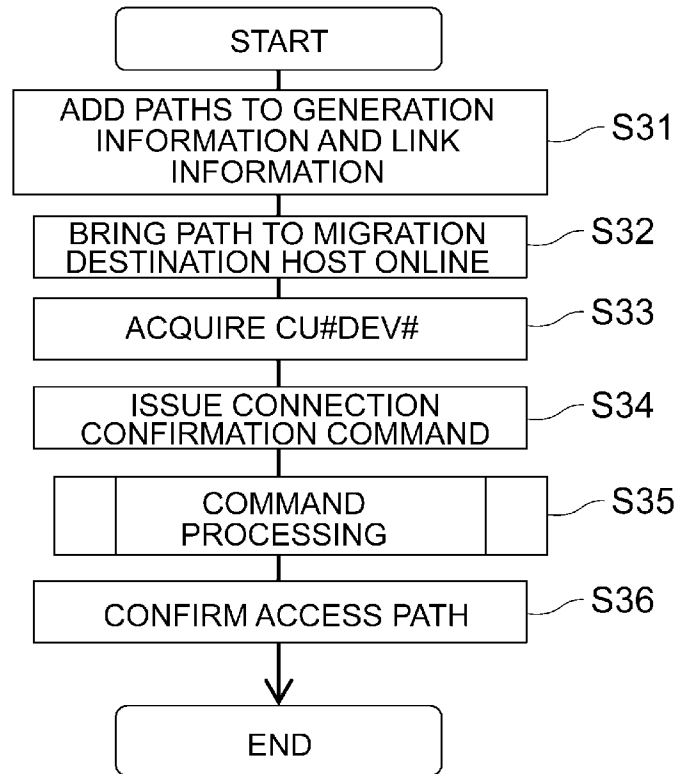 START
ADD PATHS TO GENERATION
INFORMATION AND LINK
INFORMATION
S31
BRING PATH TO MIGRATION
DESTINATION HOST ONLINE
S32
ACQUIRE CU#DEV#
S33
ISSUE CONNECTION
CONFIRMATION COMMAND
S34
COMMAND
PROCESSING
S35
CONFIRM ACCESS PATH
S36
END